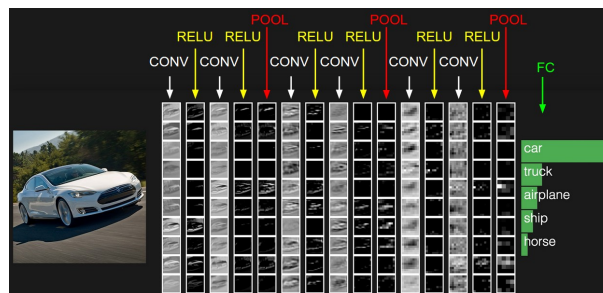 POOL POOL POOL
RELU RELU RELU RELU RELU RELU
CONV CONV CONV CONV CONV CONV
FC
car
truck
airplane
ship
horse